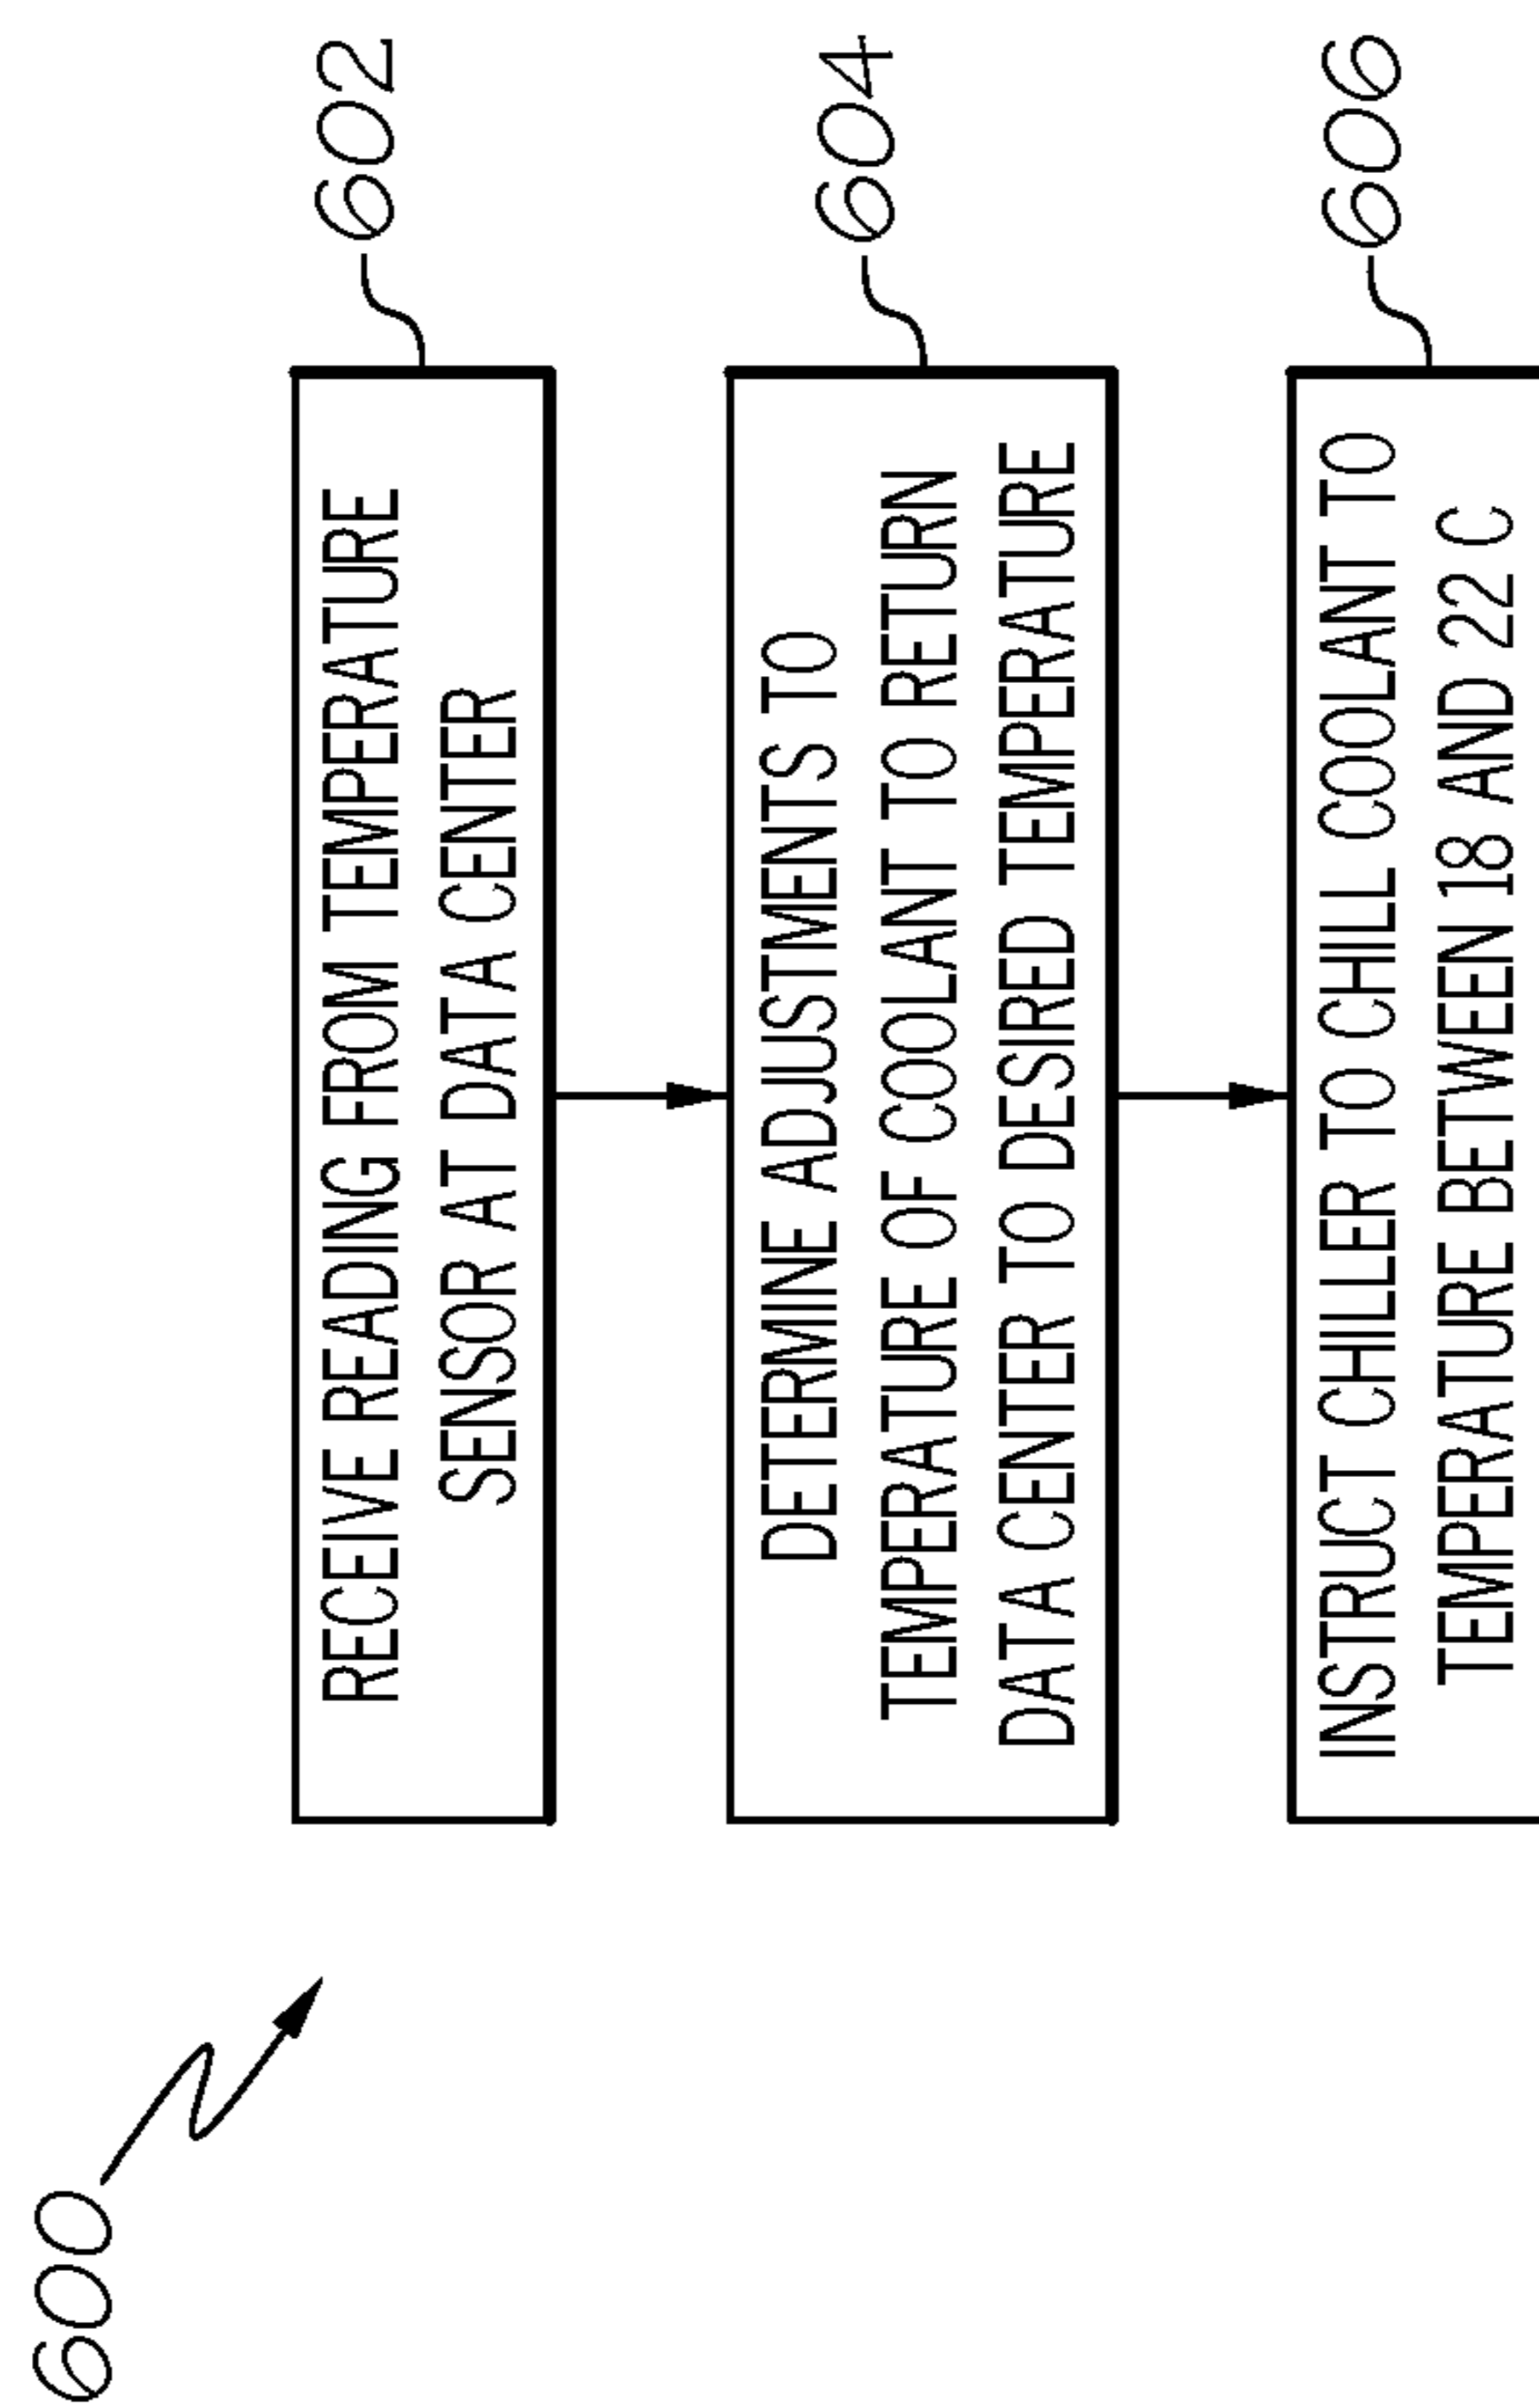 600
RECEIVE READING FROM TEMPERATURE
SENSOR AT DATA CENTER
602
DETERMINE ADJUSTMENTS TO
TEMPERATURE OF COOLANT TO RETURN
DATA CENTER TO DESIRED TEMPERATURE
604
INSTRUCT CHILLER TO CHILL COOLANT TO
TEMPERATURE BETWEEN 18 AND 22 C
606